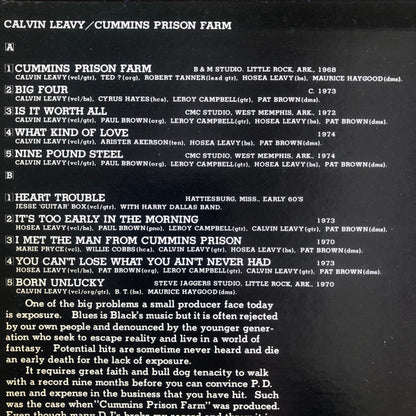 CALVIN LEAVY/CUMMINS PRISON FARM
A
1 CUMMINS PRISON FARM B & M STUDIO, LITTLE ROCK, ARK., 1968
CALVIN LEAVY(vcl/gtr), TED ?(org), ROBERT TANNER(lead gtr), HOSEA LEAVY(bs), MAURICE HAYGOOD(dms).
2 BIG FOUR C. 1973
CALVIN LEAVY(vcl/bs), CYRUS HAYES(hca), LEROY CAMPBELL(gtr), PAT BROWN(dms).
3 IS IT WORTH ALL CMC STUDIO, WEST MEMPHIS, ARK. 1972
CALVIN LEAVY(vcl/gtr), PAUL BROWN(org), LEROY CAMPBELL(gtr), HOSEA LEAVY(bs), PAT BROWN(dms).
4 WHAT KIND OF LOVE 1974
CALVIN LEAVY(vcl/gtr), ARISTER AKERSON(ten), HOSEA LEAVY(bs), PAT BROWN(dms).
5 NINE POUND STEEL CMC STUDIO, WEST MEMPHIS, ARK., 1974
CALVIN LEAVY(vcl/gtr), PAUL BROWN(org), LEROY CAMPBELL(gtr), HOSEA LEAVY(bs), PAT BROWN(dms).
B
1 HEART TROUBLE HATTIESBURG, MISS., EARLY 60'S
JESSE 'GUITAR' BOX(vcl/gtr), WITH HARRY DALLAS BAND.
2 IT'S TOO EARLY IN THE MORNING 1973
HOSEA LEAVY(vcl/bs), PAUL BROWN(pno), LEROY CAMPBELL(gtr), CALVIN LEAVY(gtr), PAT BROWN(dms).
3 I MET THE MAN FROM CUMMINS PRISON 1970
MARIE PRYCE(vcl), WILLIE COBBS(hca), CALVIN LEAVY(gtr), HOSEA LEAVY(bs), PAT BROWN(dms).
4 YOU CAN'T LOSE WHAT YOU AIN'T NEVER HAD 1973
HOSEA LEAVY(vcl/bs), PAT BROWN(org), LEROY CAMPBELL(gtr), CALVIN LEAVY(gtr), PAT BROWN(dms).
5 BORN UNLUCKY STEVE JAGGERS STUDIO, LITTLE ROCK, ARK., 1970
CALVIN LEAVY(vcl/org/gtr), B. T.(bs), MAURICE HAYGOOD(dms).
One of the big problems a small producer face today
is exposure. Blues is Black's music but it is often rejected
by our own people and denounced by the younger gener-
ation who seek to escape reality and live in a world of
fantasy. Potential hits are sometime never heard and die
an early death for the lack of exposure.
It requires great faith and bull dog tenacity to walk
with a record nine months before you can convince P. D.
men and expense in the business that you have hit. Such
was the case when "Cummins Prison Farm" was produced.
Even though many D.J's broke my record and